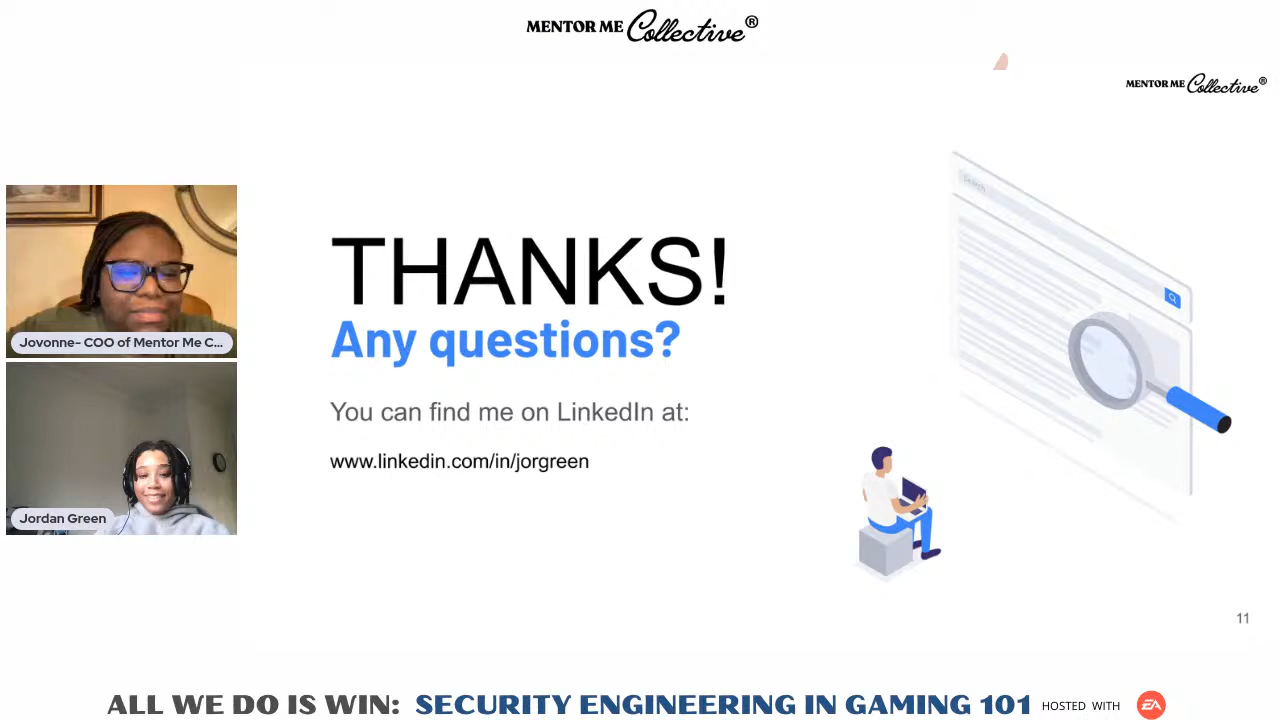 MENTOR ME Collective®
MENTOR ME Collective®
Search
THANKS!
Any questions?
You can find me on LinkedIn at:
www.linkedin.com/in/jorgreen
Jovonne- COO of Mentor Me C...
Jordan Green
11
ALL WE DO IS WIN: SECURITY ENGINEERING IN GAMING 101 HOSTED WITH EA